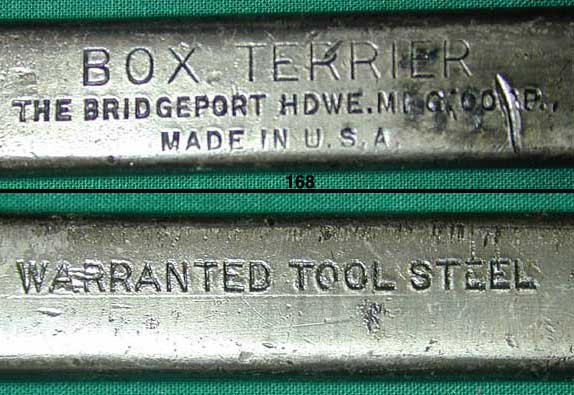 BOX TERRIER
THE BRIDGEPORT HDWE. MFG. CORP.,
MADE IN U.S.A.
168
WARRANTED TOOL STEEL